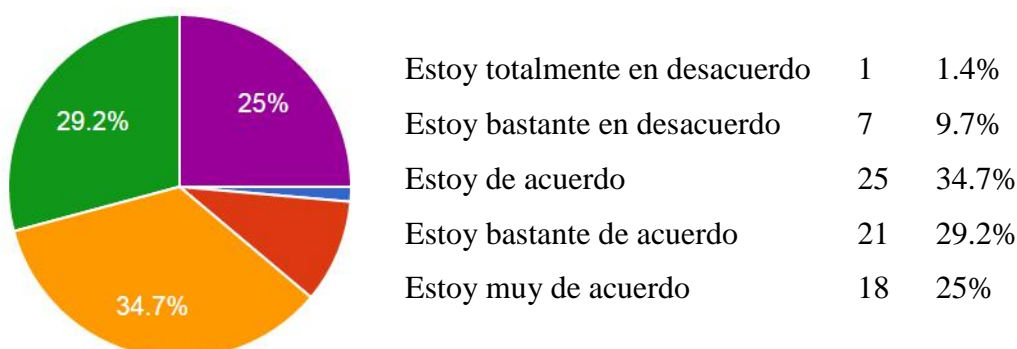 25%
29.2%
34.7%
Estoy totalmente en desacuerdo 1 1.4%
Estoy bastante en desacuerdo 7 9.7%
Estoy de acuerdo 25 34.7%
Estoy bastante de acuerdo 21 29.2%
Estoy muy de acuerdo 18 25%